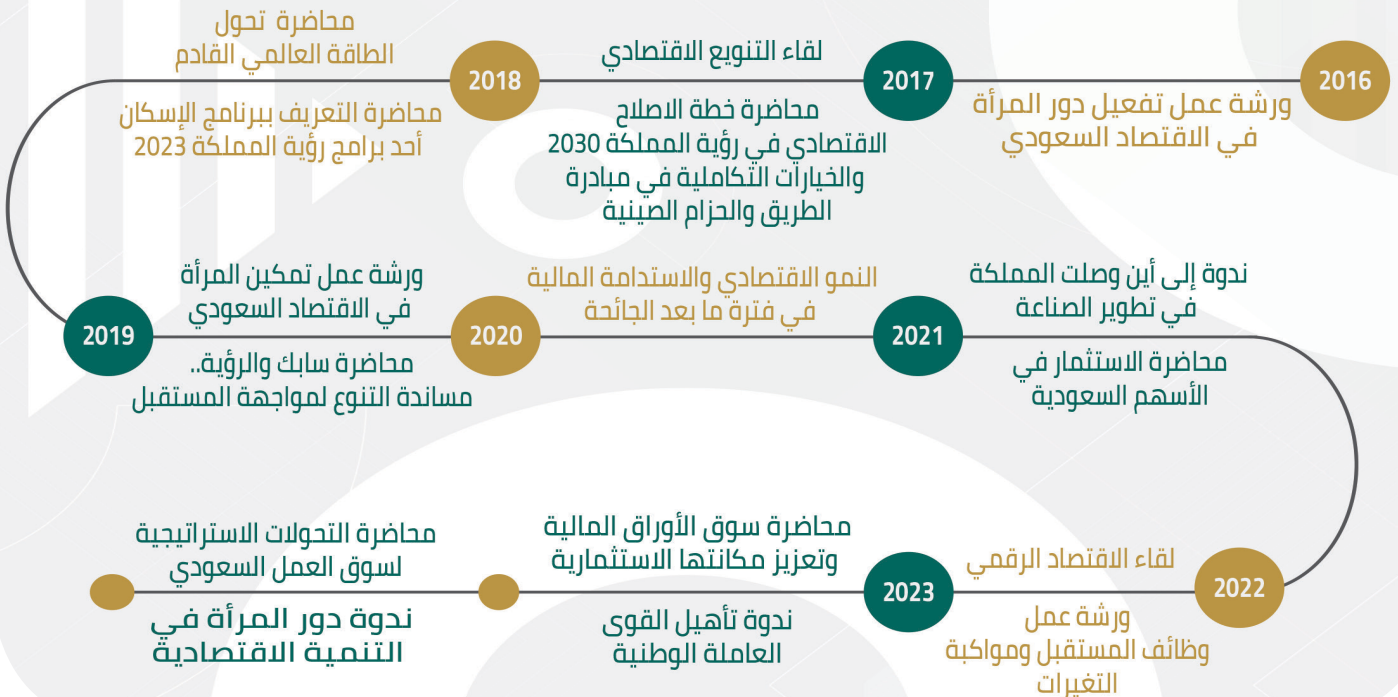 2016
ورشة عمل تفعيل دور المرأة
في الاقتصاد السعودي
2017
لقاء التنويع الاقتصادي
محاضرة خطة الاصلاح
الاقتصادي في رؤية المملكة 2030
والخيارات التكاملية في مبادرة
الطريق والحزام الصينية
2018
محاضرة تحول
الطاقة العالمي القادم
محاضرة التعريف ببرنامج الإسكان
أحد برامج رؤية المملكة 2023
2019
ورشة عمل تمكين المرأة
في الاقتصاد السعودي
محاضرة سابك والرؤية..
مساندة التنوع لمواجهة المستقبل
2020
النمو الاقتصادي والاستدامة المالية
في فترة ما بعد الجائحة
2021
ندوة إلى أين وصلت المملكة
في تطوير الصناعة
محاضرة الاستثمار في
الأسهم السعودية
2022
لقاء الاقتصاد الرقمي
ورشة عمل
وظائف المستقبل ومواكبة
التغيرات
2023
محاضرة سوق الأوراق المالية
وتعزيز مكانتها الاستثمارية
ندوة تأهيل القوى
العاملة الوطنية
محاضرة التحولات الاستراتيجية
لسوق العمل السعودي
ندوة دور المرأة في
التنمية الاقتصادية